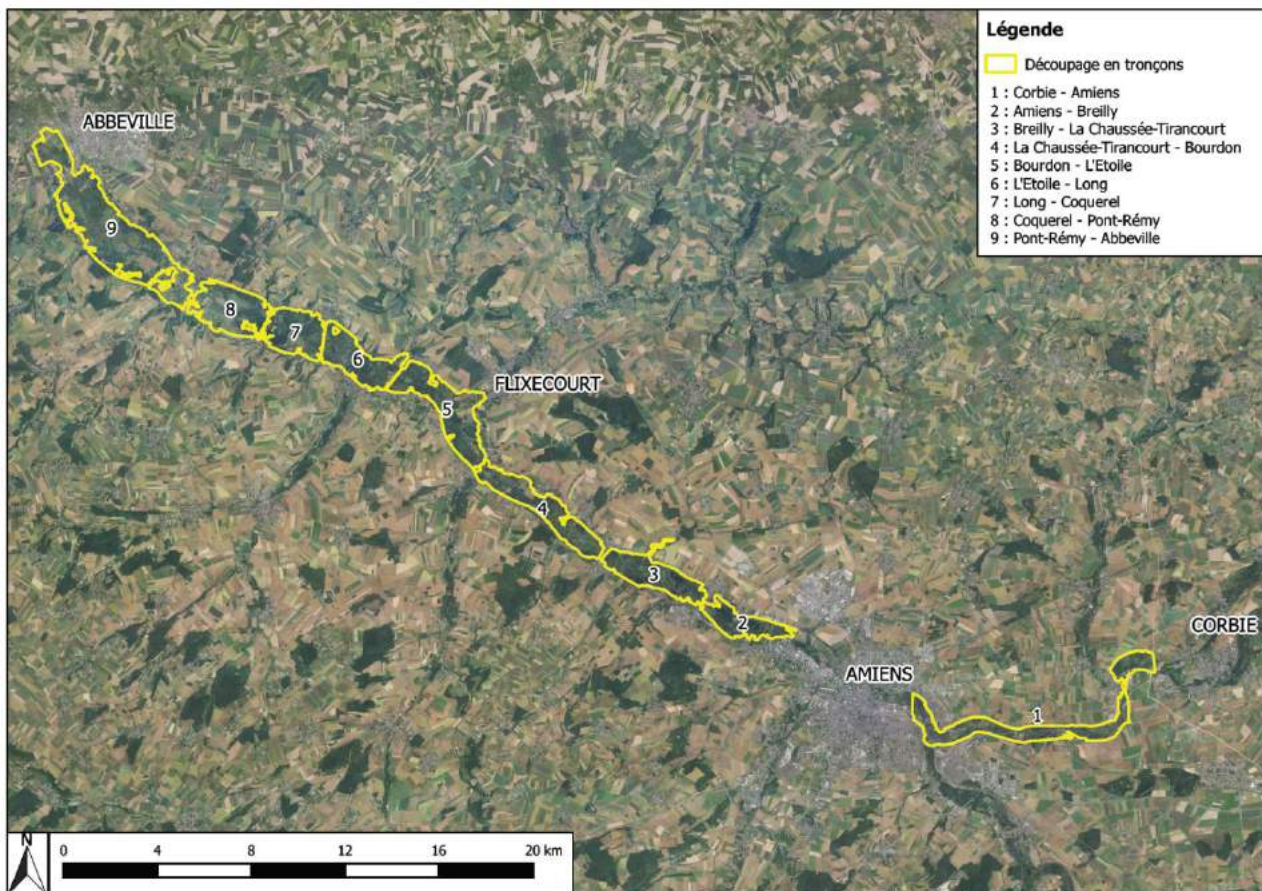 Légende
Découpage en tronçons
1 : Corbie - Amiens
2 : Amiens - Breilly
3 : Breilly - La Chaussée-Tirancourt
4 : La Chaussée-Tirancourt - Bourdon
5 : Bourdon - L'Etoile
6 : L'Etoile - Long
7 : Long - Coquerel
8 : Coquerel - Pont-Rémy
9 : Pont-Rémy - Abbeville
ABBEVILLE
9
8
7
6
FLIXECOURT
5
4
3
2
CORBIE
AMIENS
1
N
0 4 8 12 16 20 km